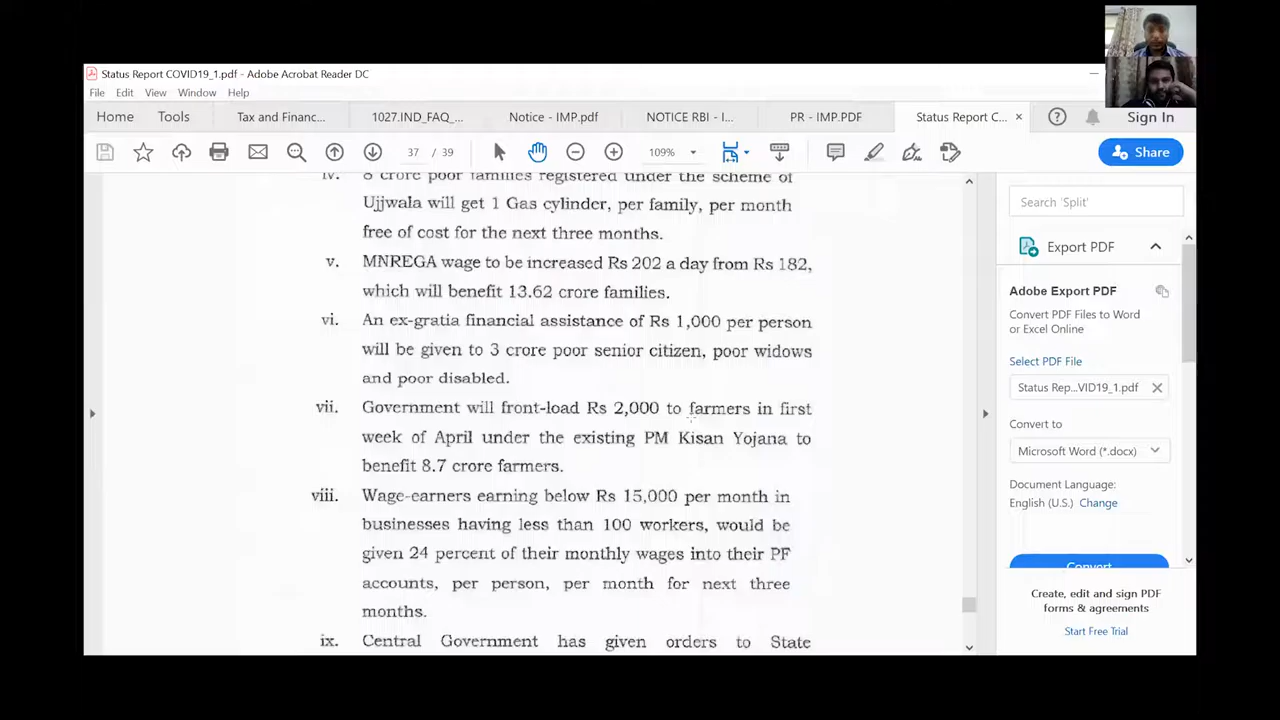 Status Report COVID19_1.pdf - Adobe Acrobat Reader DC
File Edit View Window Help
Home Tools Tax and Financ... 1027.IND_FAQ_... Notice - IMP.pdf NOTICE RBI - I... PR - IMP.PDF Status Report C... × Sign In
37 / 39 109% Share
iv. 8 crore poor families registered under the scheme of
Ujjwala will get 1 Gas cylinder, per family, per month
free of cost for the next three months.
v. MNREGA wage to be increased Rs 202 a day from Rs 182,
which will benefit 13.62 crore families.
vi. An ex-gratia financial assistance of Rs 1,000 per person
will be given to 3 crore poor senior citizen, poor widows
and poor disabled.
vii. Government will front-load Rs 2,000 to farmers in first
week of April under the existing PM Kisan Yojana to
benefit 8.7 crore farmers.
viii. Wage-earners earning below Rs 15,000 per month in
businesses having less than 100 workers, would be
given 24 percent of their monthly wages into their PF
accounts, per person, per month for next three
months.
ix. Central Government has given orders to State
Search 'Split'
Export PDF
Adobe Export PDF
Convert PDF Files to Word
or Excel Online
Select PDF File
Status Rep...VID19_1.pdf
Convert to
Microsoft Word (*.docx)
Document Language:
English (U.S.) Change
Convert
Create, edit and sign PDF
forms & agreements
Start Free Trial